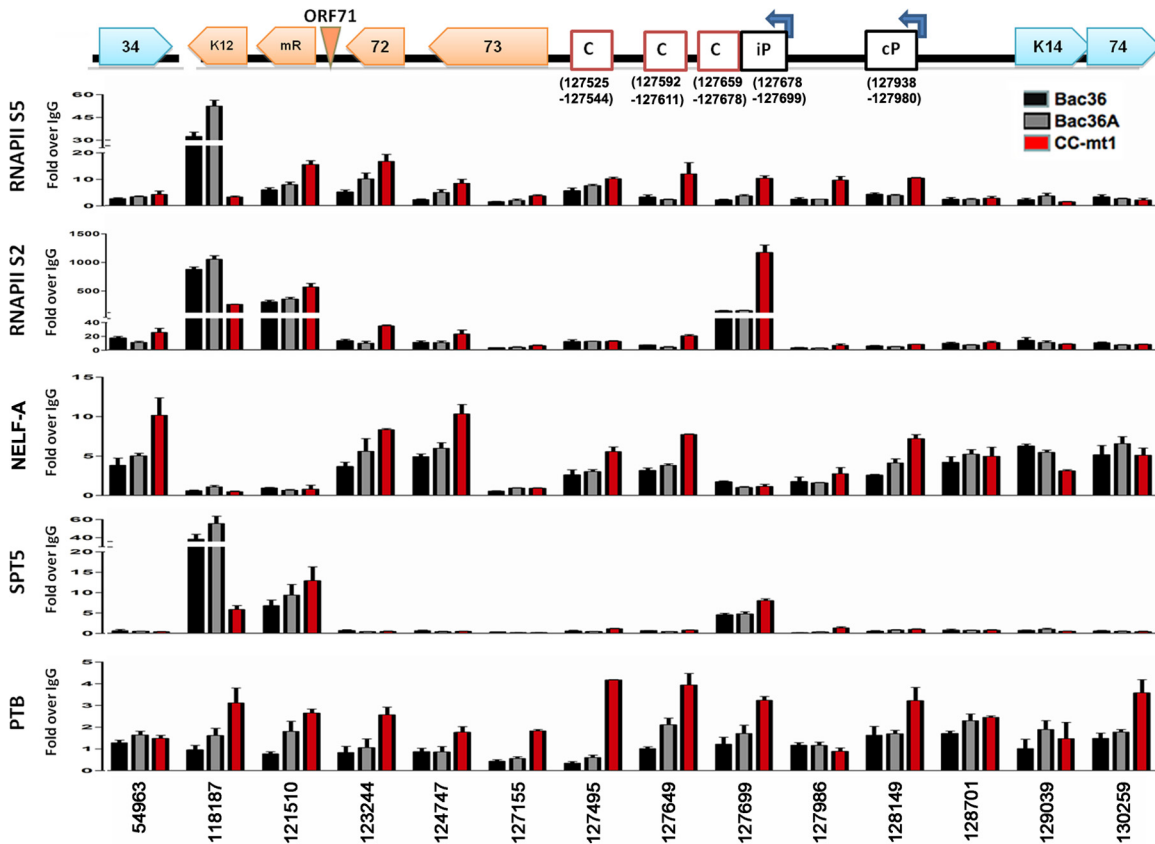 ORF71
34
K12
mR
72
73
C
C
C
iP
cP
K14
74
(127525
-127544)
(127592
-127611)
(127659
-127678)
(127678
-127699)
(127938
-127980)
Bac36
Bac36A
CC-mt1
RNAPII S5
Fold over IgG
60
30
20
10
0
RNAPII S2
Fold over IgG
1500
1000
500
40
20
0
NELF-A
Fold over IgG
15
10
5
0
SPT5
Fold over IgG
60
40
20
15
10
5
0
PTB
Fold over IgG
5
4
3
2
1
0
54963
118187
121510
123244
124747
127155
127495
127649
127699
127986
128149
128701
129039
130259